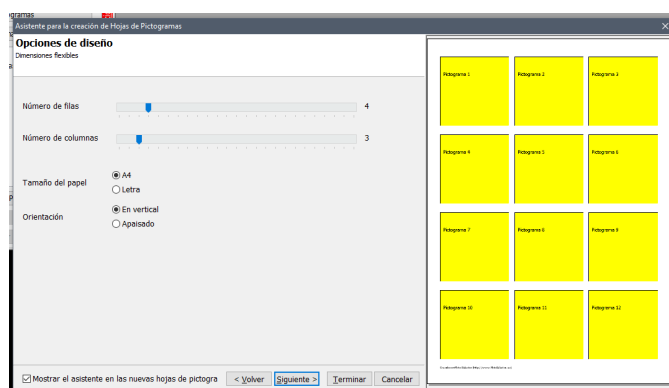 Asistente para la creación de Hojas de Pictogramas
Opciones de diseño
Dimensiones flexibles
Número de filas 4
Número de columnas 3
Tamaño del papel
A4
Letra
Orientación
En vertical
Apaisado
Mostrar el asistente en las nuevas hojas de pictogra
< Volver Siguiente > Terminar Cancelar
Pictograma 1 Pictograma 2 Pictograma 3
Pictograma 4 Pictograma 5 Pictograma 6
Pictograma 7 Pictograma 8 Pictograma 9
Pictograma 10 Pictograma 11 Pictograma 12